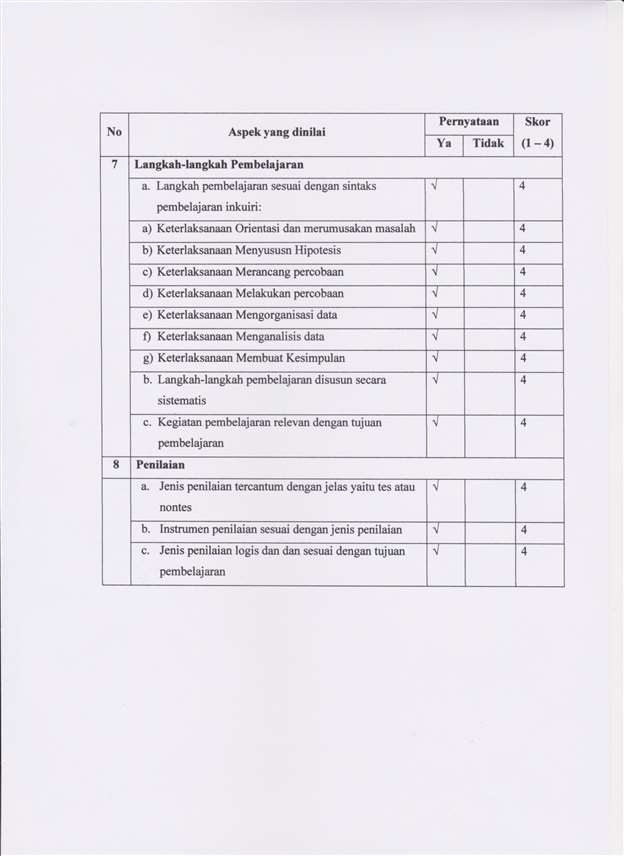 No Aspek yang dinilai Pernyataan Skor
Ya Tidak (1 – 4)
7 Langkah-langkah Pembelajaran
a. Langkah pembelajaran sesuai dengan sintaks √ 4
pembelajaran inkuiri:
a) Keterlaksanaan Orientasi dan merumusakan masalah √ 4
b) Keterlaksanaan Menyususn Hipotesis √ 4
c) Keterlaksanaan Merancang percobaan √ 4
d) Keterlaksanaan Melakukan percobaan √ 4
e) Keterlaksanaan Mengorganisasi data √ 4
f) Keterlaksanaan Menganalisis data √ 4
g) Keterlaksanaan Membuat Kesimpulan √ 4
b. Langkah-langkah pembelajaran disusun secara √ 4
sistematis
c. Kegiatan pembelajaran relevan dengan tujuan √ 4
pembelajaran
8 Penilaian
a. Jenis penilaian tercantum dengan jelas yaitu tes atau √ 4
nontes
b. Instrumen penilaian sesuai dengan jenis penilaian √ 4
c. Jenis penilaian logis dan dan sesuai dengan tujuan √ 4
pembelajaran